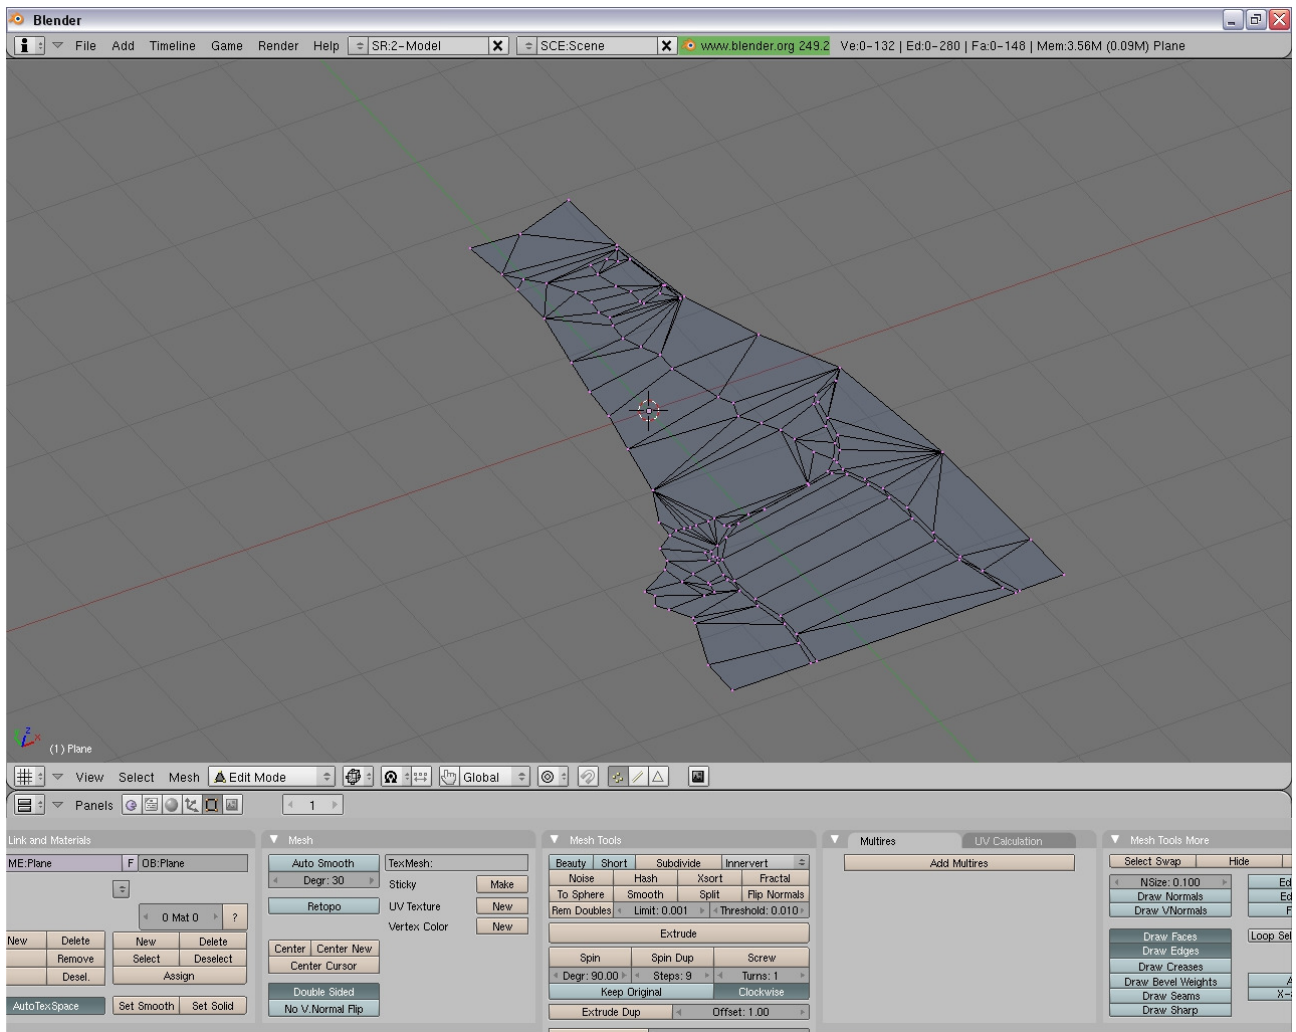 Blender
File Add Timeline Game Render Help SR:2-Model X SCE:Scene X www.blender.org 249.2 Ve:0-132 | Ed:0-280 | Fa:0-148 | Mem:3.56M (0.09M) Plane
z x
(1) Plane
View Select Mesh Edit Mode Global
Panels 1
Link and Materials Mesh Mesh Tools Multires UV Calculation Mesh Tools More
ME:Plane F OB:Plane Auto Smooth TexMesh: Beauty Short Subdivide Innervert Add Multires Select Swap Hide
Degr: 30 Sticky Make Noise Hash Xsort Fractal NSize: 0.100 Ed
To Sphere Smooth Split Flip Normals Draw Normals Ed
0 Mat 0 ? Retopo UV Texture New Rem Doubles Limit: 0.001 Threshold: 0.010 Draw VNormals F
Vertex Color New Extrude
New Delete New Delete Center Center New Draw Faces Loop Sel
Remove Select Deselect Center Cursor Spin Spin Dup Screw Draw Edges
Desel. Assign Degr: 90.00 Steps: 9 Turns: 1 Draw Creases
Double Sided Keep Original Clockwise Draw Bevel Weights A
AutoTexSpace Set Smooth Set Solid No V.Normal Flip Extrude Dup Offset: 1.00 Draw Seams X-
Draw Sharp